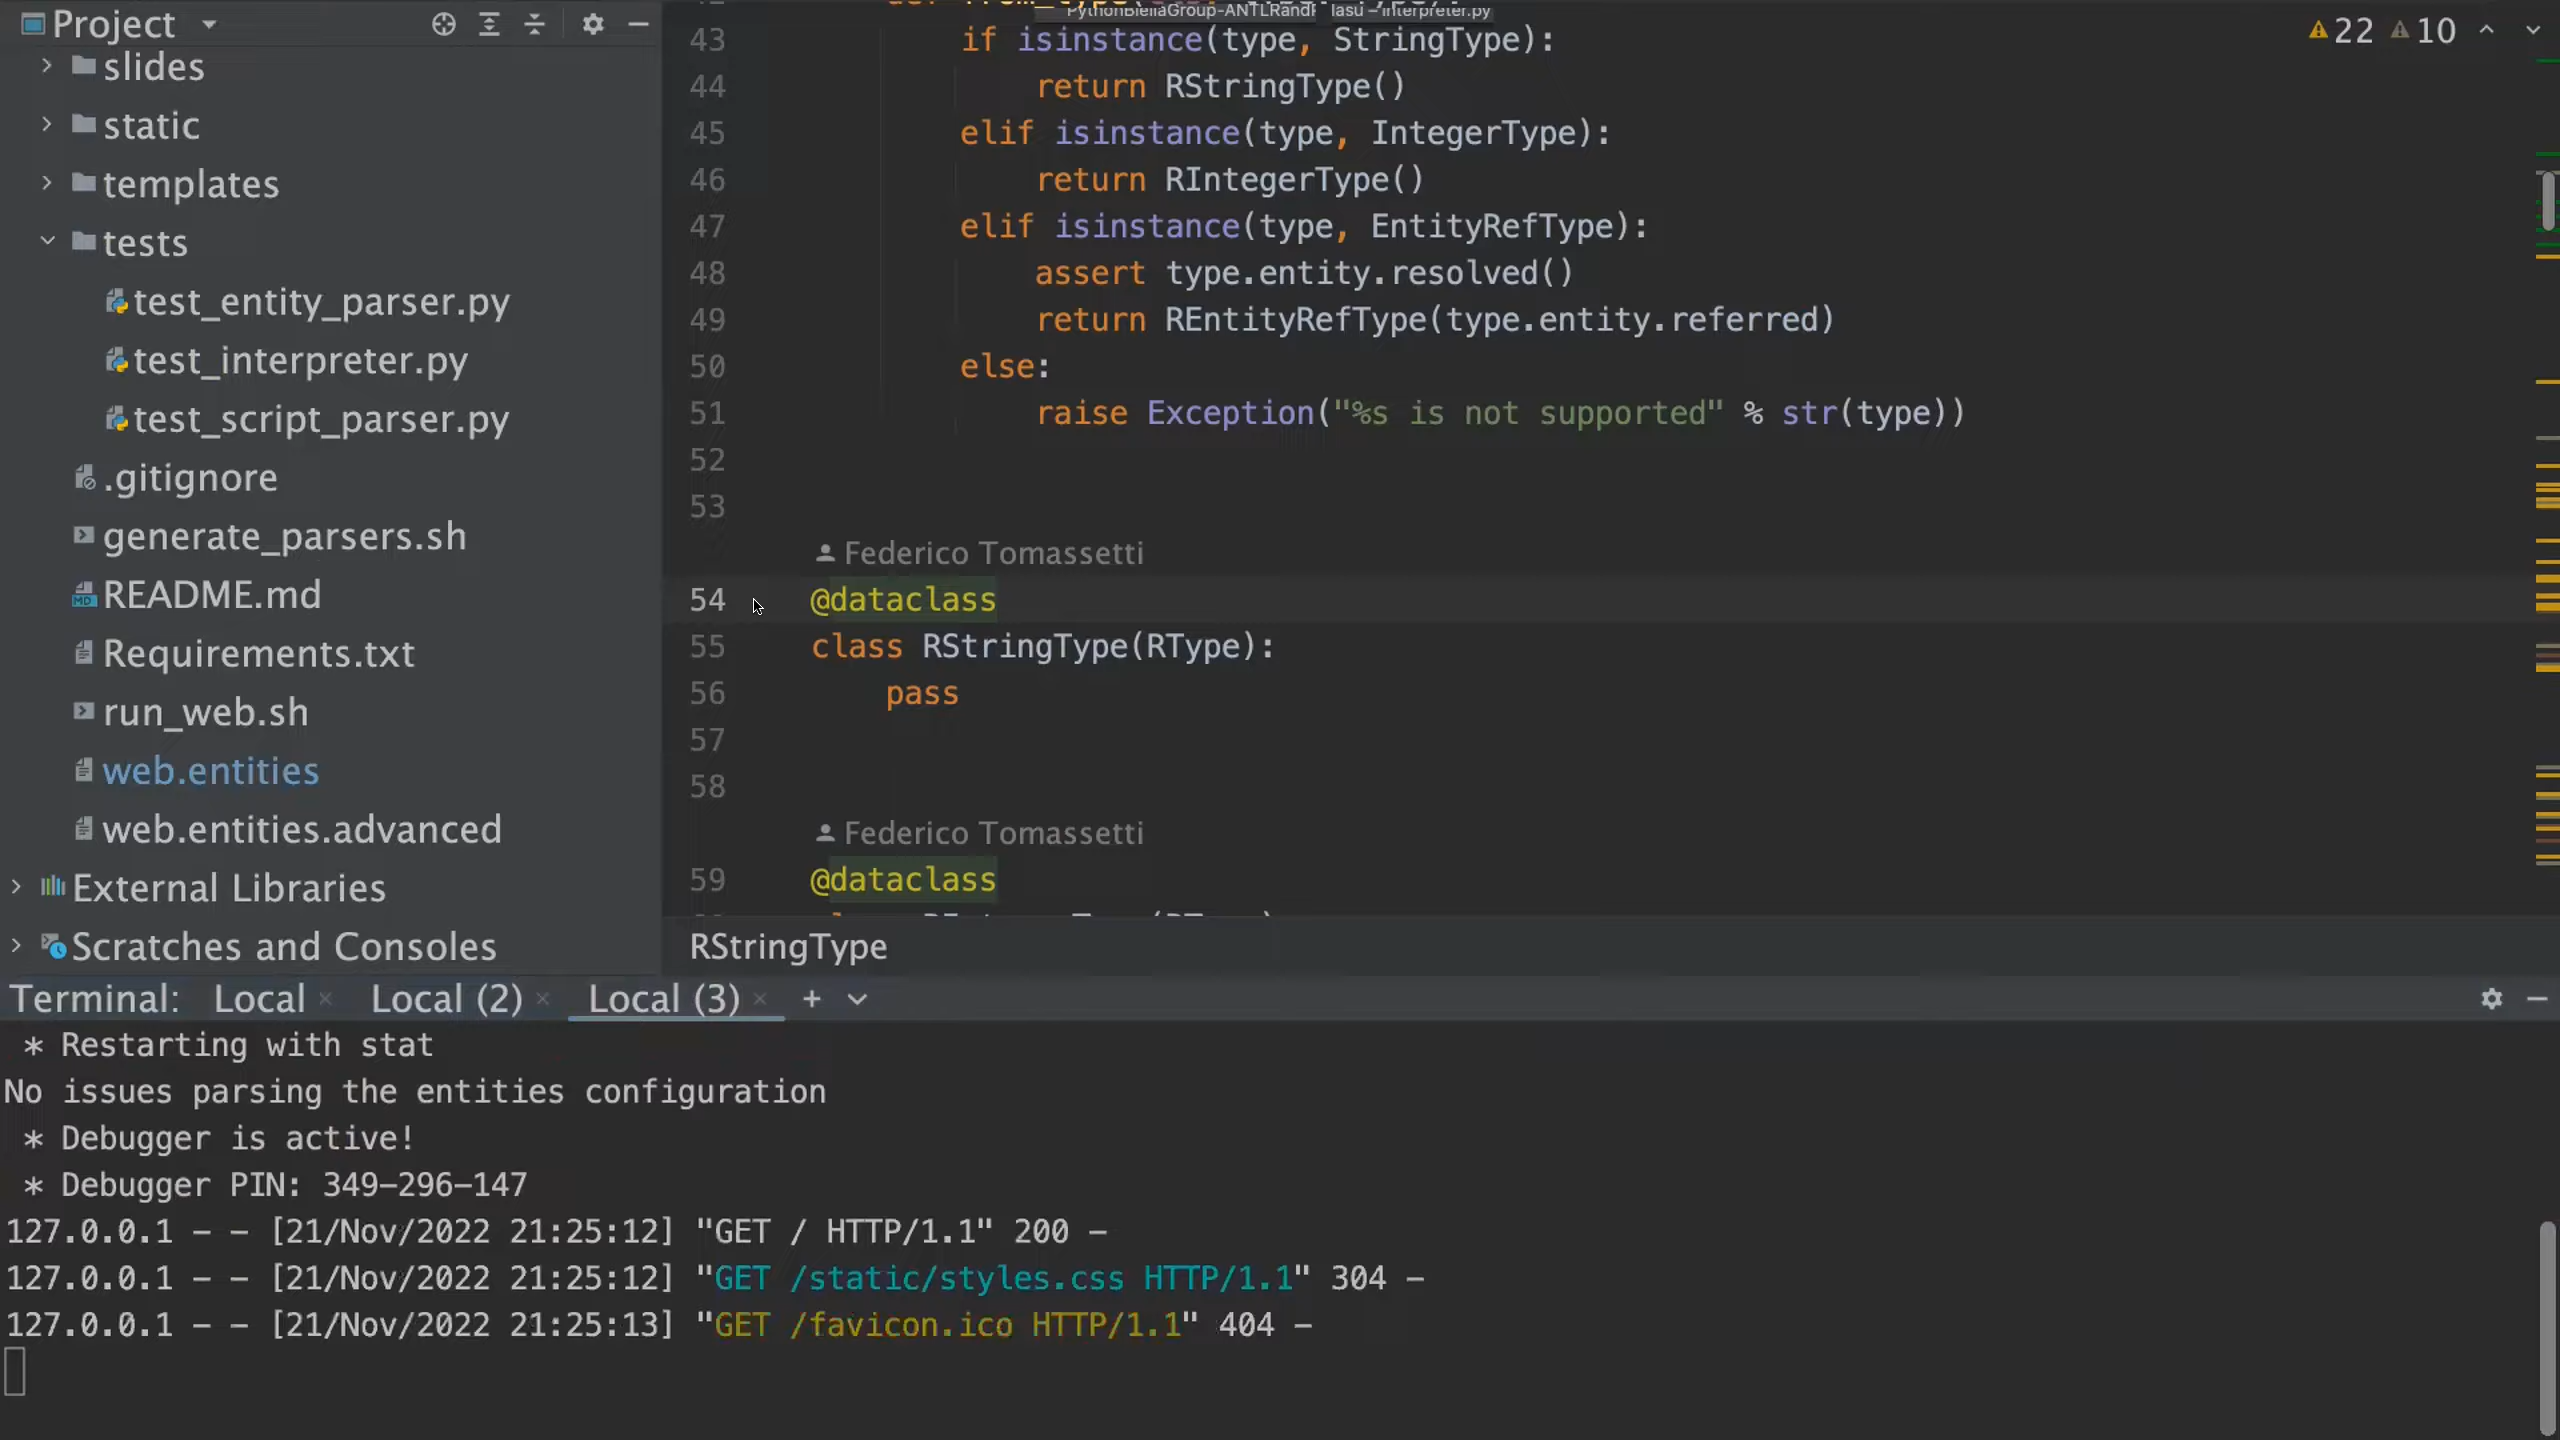 Project
slides
static
templates
tests
test_entity_parser.py
test_interpreter.py
test_script_parser.py
.gitignore
generate_parsers.sh
README.md
Requirements.txt
run_web.sh
web.entities
web.entities.advanced
External Libraries
Scratches and Consoles
interpreter.py
22 10
43 if isinstance(type, StringType):
44 return RStringType()
45 elif isinstance(type, IntegerType):
46 return RIntegerType()
47 elif isinstance(type, EntityRefType):
48 assert type.entity.resolved()
49 return REntityRefType(type.entity.referred)
50 else:
51 raise Exception("%s is not supported" % str(type))
52
53
Federico Tomassetti
54 @dataclass
55 class RStringType(RType):
56 pass
57
58
Federico Tomassetti
59 @dataclass
RStringType
Terminal: Local Local (2) Local (3)
* Restarting with stat
No issues parsing the entities configuration
* Debugger is active!
* Debugger PIN: 349-296-147
127.0.0.1 - - [21/Nov/2022 21:25:12] "GET / HTTP/1.1" 200 -
127.0.0.1 - - [21/Nov/2022 21:25:12] "GET /static/styles.css HTTP/1.1" 304 -
127.0.0.1 - - [21/Nov/2022 21:25:13] "GET /favicon.ico HTTP/1.1" 404 -